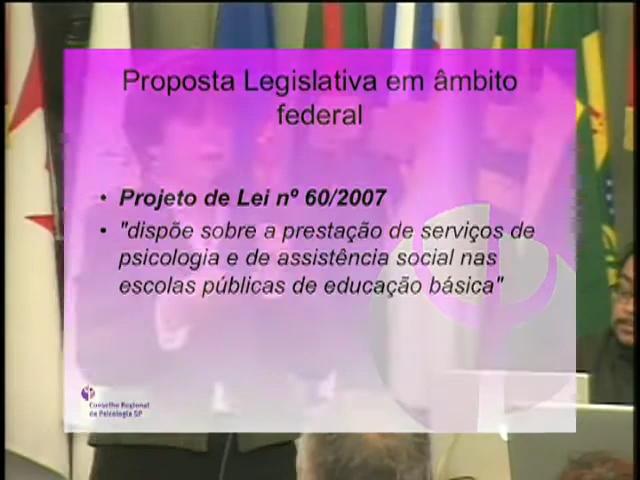 Proposta Legislativa em âmbito
federal
• Projeto de Lei nº 60/2007
• "dispõe sobre a prestação de serviços de
psicologia e de assistência social nas
escolas públicas de educação básica"
Conselho Regional
de Psicologia SP